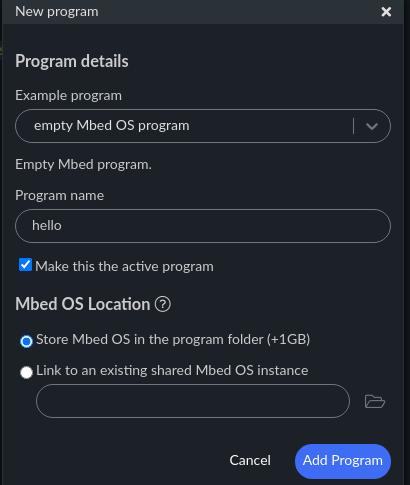 New program
Program details
Example program
empty Mbed OS program
Empty Mbed program.
Program name
hello
Make this the active program
Mbed OS Location ?
Store Mbed OS in the program folder (+1GB)
Link to an existing shared Mbed OS instance
Cancel Add Program